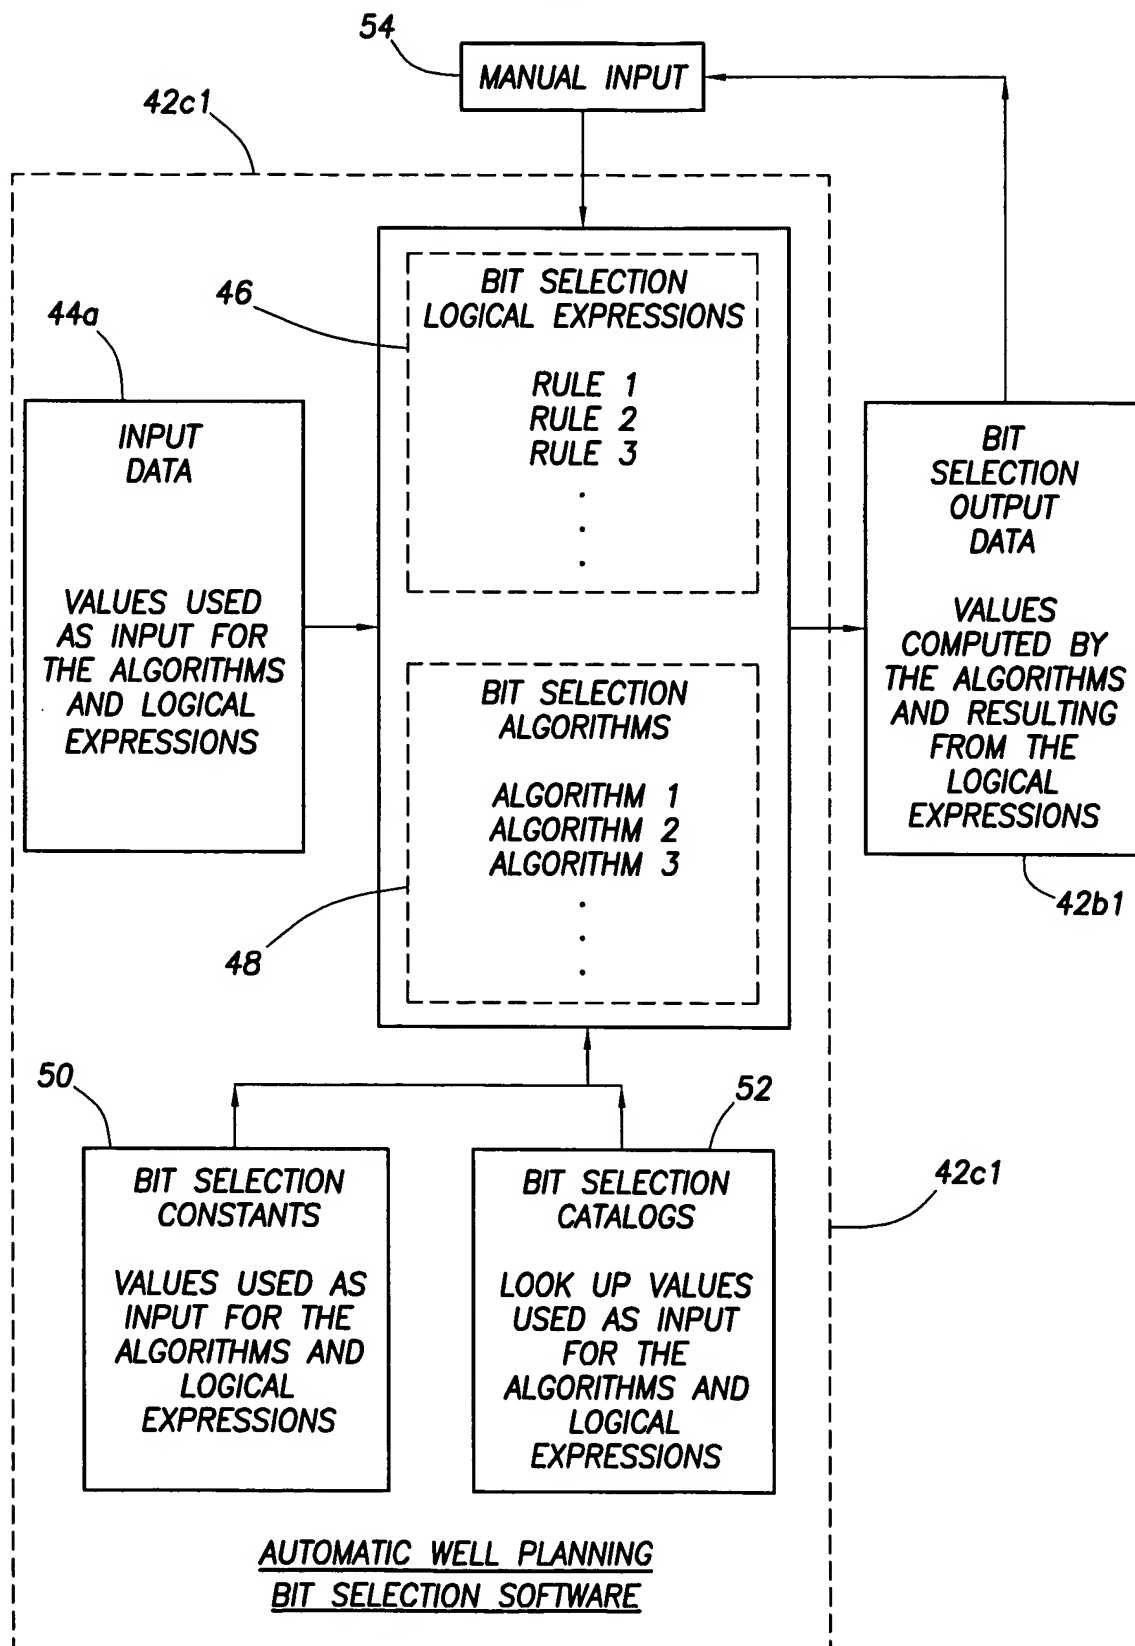 54
MANUAL INPUT
42c1
46
BIT SELECTION
LOGICAL EXPRESSIONS
RULE 1
RULE 2
RULE 3
.
.
.
44a
INPUT
DATA
VALUES USED
AS INPUT FOR
THE ALGORITHMS
AND LOGICAL
EXPRESSIONS
BIT
SELECTION
OUTPUT
DATA
VALUES
COMPUTED BY
THE ALGORITHMS
AND RESULTING
FROM THE
LOGICAL
EXPRESSIONS
42b1
BIT SELECTION
ALGORITHMS
ALGORITHM 1
ALGORITHM 2
ALGORITHM 3
.
.
.
48
50
BIT SELECTION
CONSTANTS
VALUES USED AS
INPUT FOR THE
ALGORITHMS AND
LOGICAL
EXPRESSIONS
52
BIT SELECTION
CATALOGS
LOOK UP VALUES
USED AS INPUT
FOR THE
ALGORITHMS AND
LOGICAL
EXPRESSIONS
42c1
AUTOMATIC WELL PLANNING
BIT SELECTION SOFTWARE